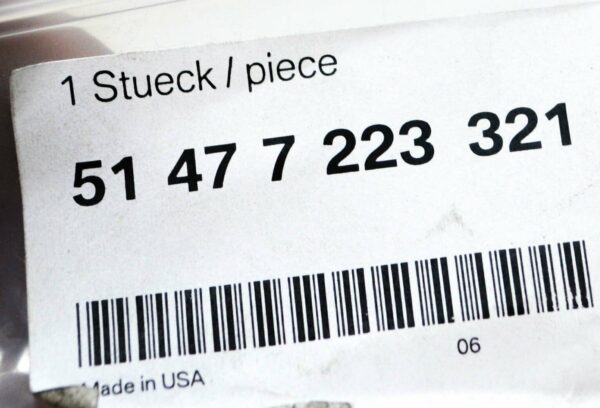 1 Stueck / piece
51 47 7 223 321
06
Made in USA